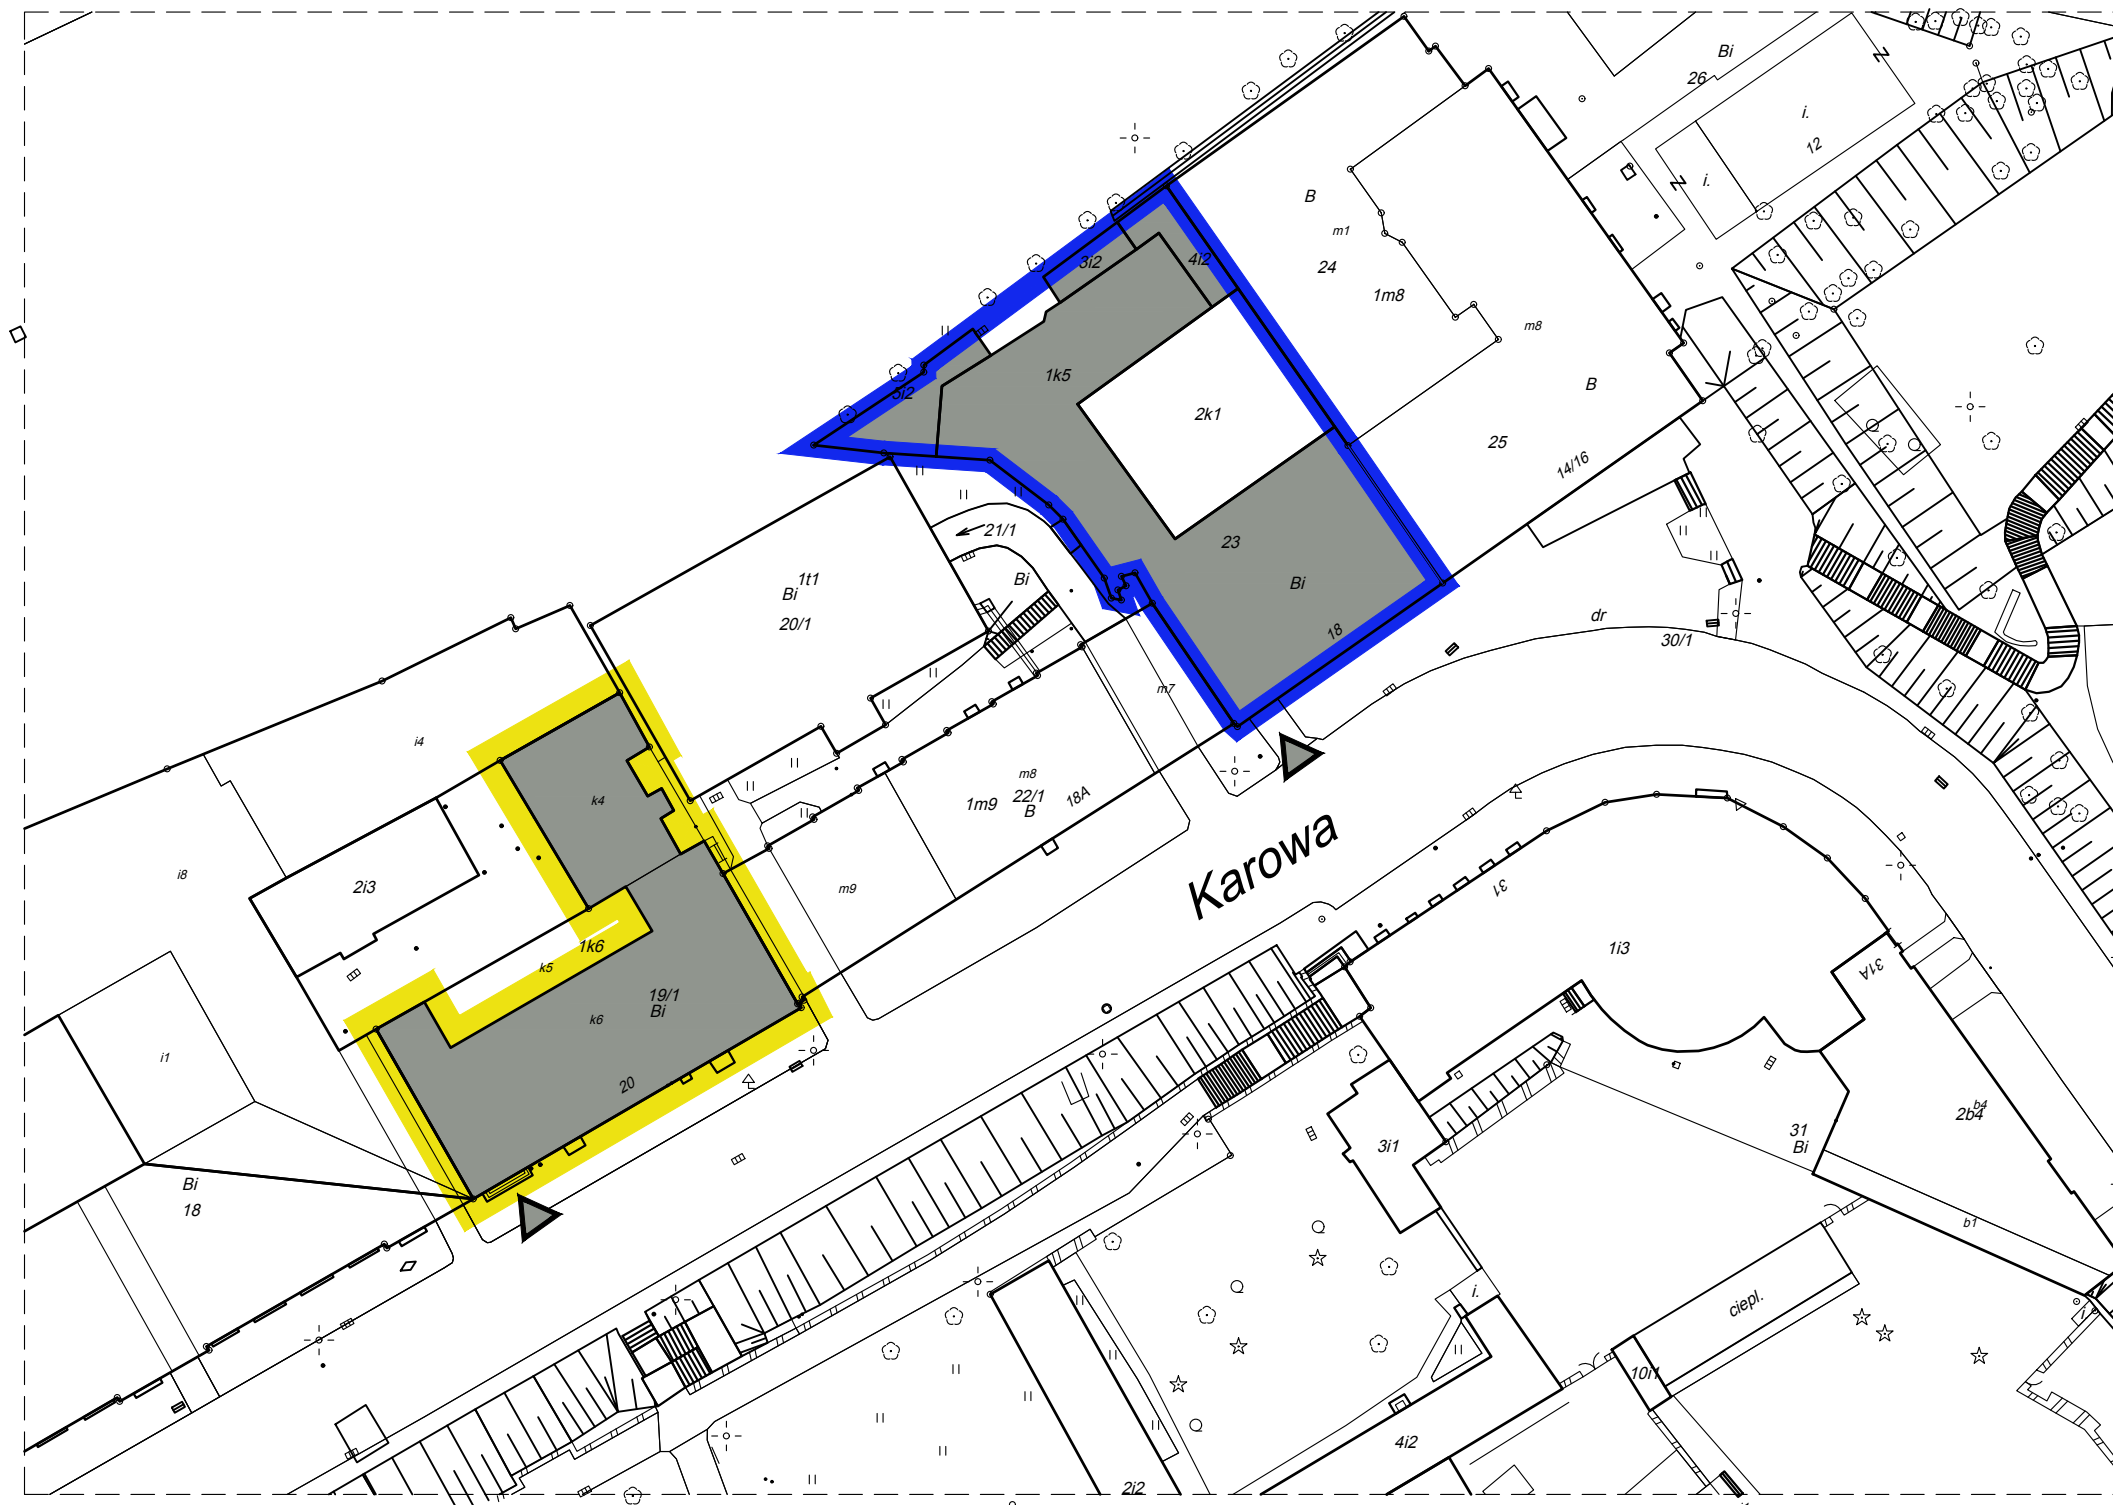 Bi
26
i.
12
i.
B
m1
24
1m8
m8
3i2
4i2
1k5
2k1
B
25
14/16
21/1
Bi
23
Bi
18
dr
30/1
1t1
Bi
20/1
m7
i4
k4
2i3
i8
m8
1m9
22/1
B
18A
m9
Karowa
31
1i3
31A
1k6
k5
19/1
Bi
k6
20
i1
Bi
18
3i1
31
Bi
b4
2b4
b1
i.
ciepl.
10i1
4i2
2i2